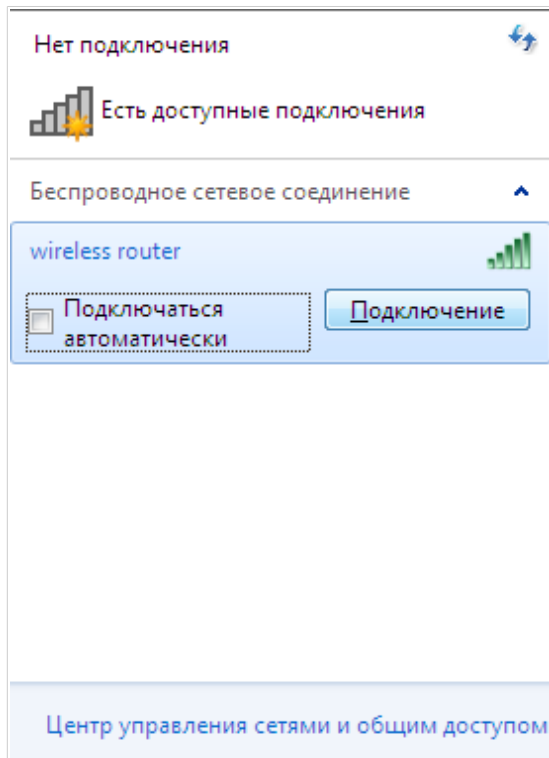 Нет подключения
Есть доступные подключения
Беспроводное сетевое соединение
wireless router
Подключаться
автоматически
Подключение
Центр управления сетями и общим доступом